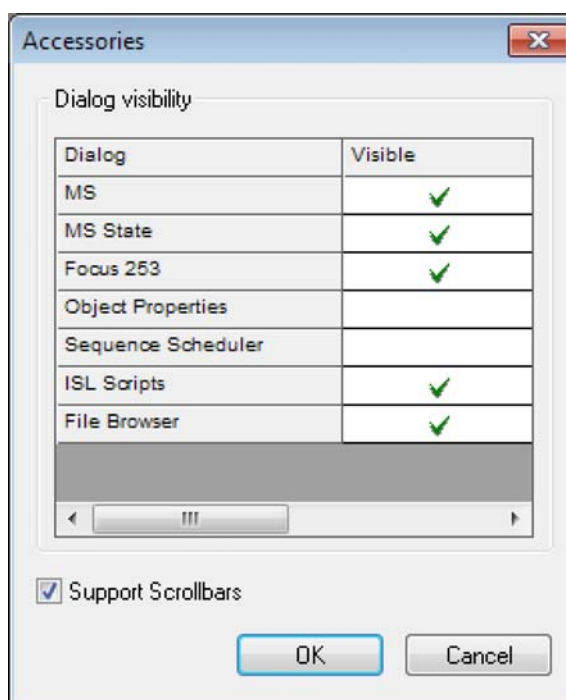 Accessories
Dialog visibility
Dialog Visible
MS
MS State
Focus 253
Object Properties
Sequence Scheduler
ISL Scripts
File Browser
Support Scrollbars
OK Cancel